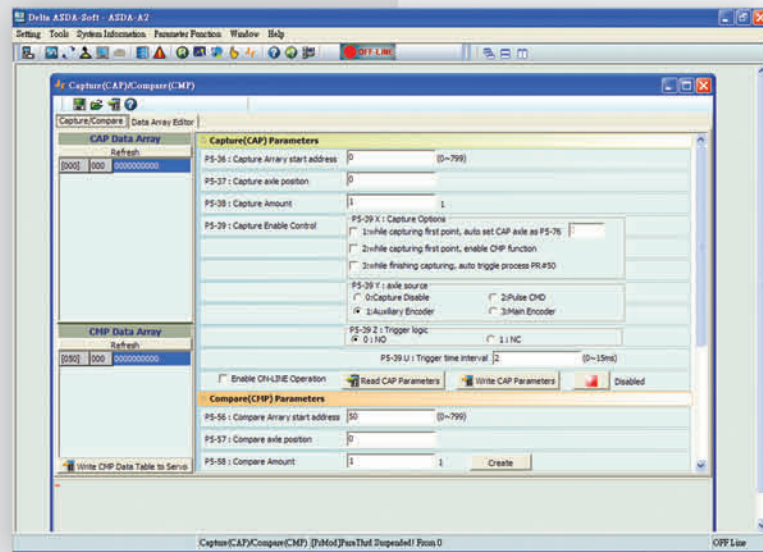 Delta ASDA-Soft - ASDA-A2
Setting Tools System Information Parameter Function Window Help
OFF-LINE
Capture(CAP)/Compare(CMP)
Capture/Compare Data Array Editor
CAP Data Array
Refresh
[000] 000 0000000000
Capture(CAP) Parameters
P5-36 : Capture Arrary start address 0 (0~799)
P5-37 : Capture axle position 0
P5-38 : Capture Amount 1 1
P5-39 : Capture Enable Control
P5-39 X : Capture Options
1:while capturing first point, auto set CAP axle as P5-76
2:while capturing first point, enable CMP function
3:while finishing capturing, auto triggle process PR#50
P5-39 Y : axle source
0:Capture Disable 2:Pulse CMD
1:Auxiliary Encoder 3:Main Encoder
P5-39 Z : Trigger logic
0 : NO 1 : NC
P5-39 U : Trigger time interval 2 (0~15ms)
Enable ON-LINE Operation Read CAP Parameters Write CAP Parameters Disabled
CMP Data Array
Refresh
[050] 000 0000000000
Write CMP Data Table to Servo
Compare(CMP) Parameters
P5-56 : Compare Arrary start address 50 (0~799)
P5-57 : Compare axle position 0
P5-58 : Compare Amount 1 1 Create
Capture(CAP)/Compare(CMP) [PrMod]ParaThrd Suspended! From 0 OFF Line